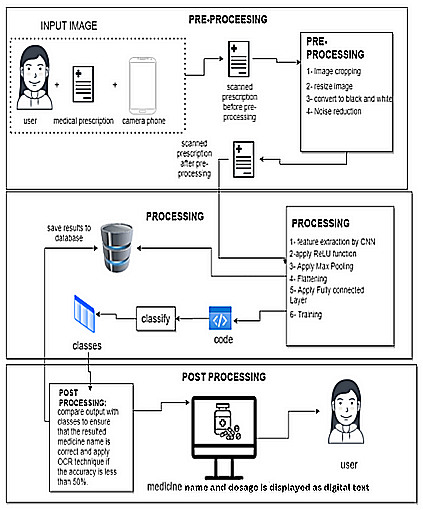 PRE-PROCEESING
INPUT IMAGE
user
medical prescription
camera phone
scanned
prescription
before pre-
processing
PRE-
PROCESSING
1- Image cropping
2- resize image
3- convert to black and white
4- Noise reduction
scanned
prescription
after pre-
processing
PROCESSING
save results to
database
PROCESSING
1- feature extraction by CNN
2-apply ReLU function
3- Apply Max Pooling
4- Flattening
5- Apply Fully connected
Layer
6- Training
classes
classify
code
POST PROCESSING
POST
PROCESSING:
compare output with
classes to ensure
that the resulted
medicine name is
correct and apply
OCR technique if
the accuracy is less
than 50%.
user
medicine name and dosage is displayed as digital text